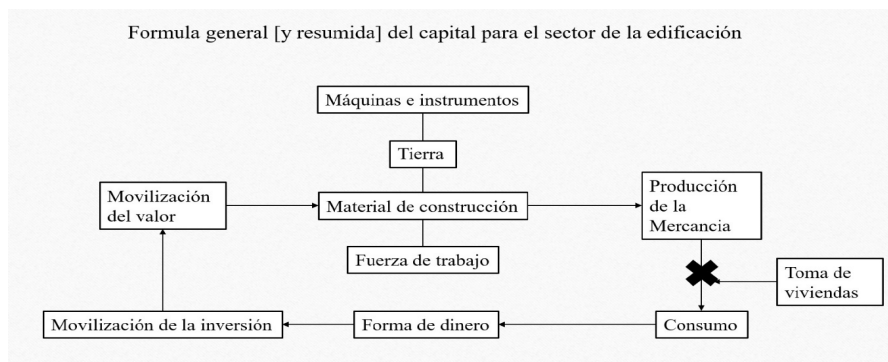 Formula general [y resumida] del capital para el sector de la edificación
Máquinas e instrumentos
Tierra
Movilización
del valor
Material de construcción
Producción
de la
Mercancia
Fuerza de trabajo
Toma de
viviendas
Movilización de la inversión
Forma de dinero
Consumo